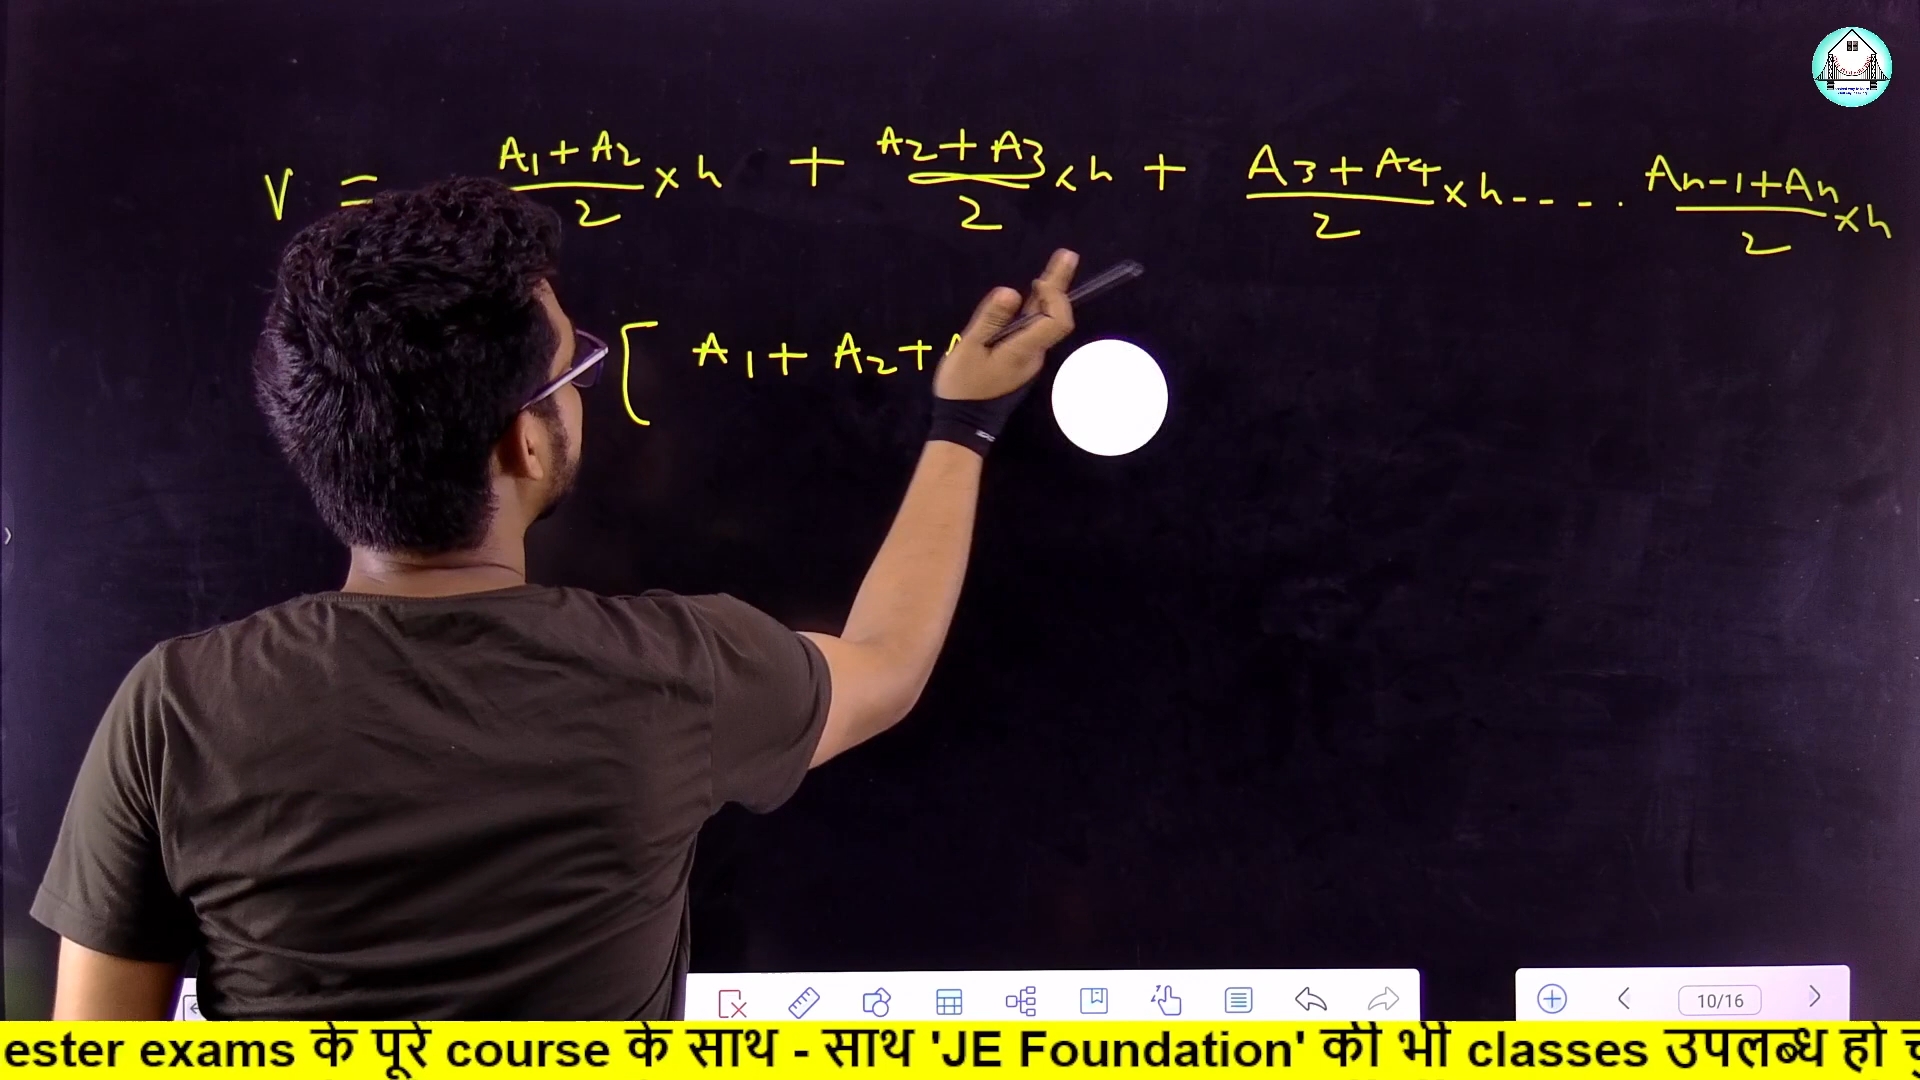 V = A1+A2/2 × h + A2+A3/2 × h + A3+A4/2 × h ---- . An-1+An/2 × h
[ A1 + A2 +
10/16
ester exams के पूरे course के साथ - साथ 'JE Foundation' की भी classes उपलब्ध हो